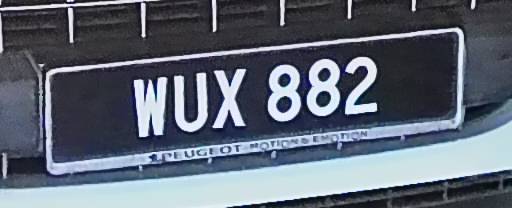 WUX 882
PEUGEOT MOTION & EMOTION